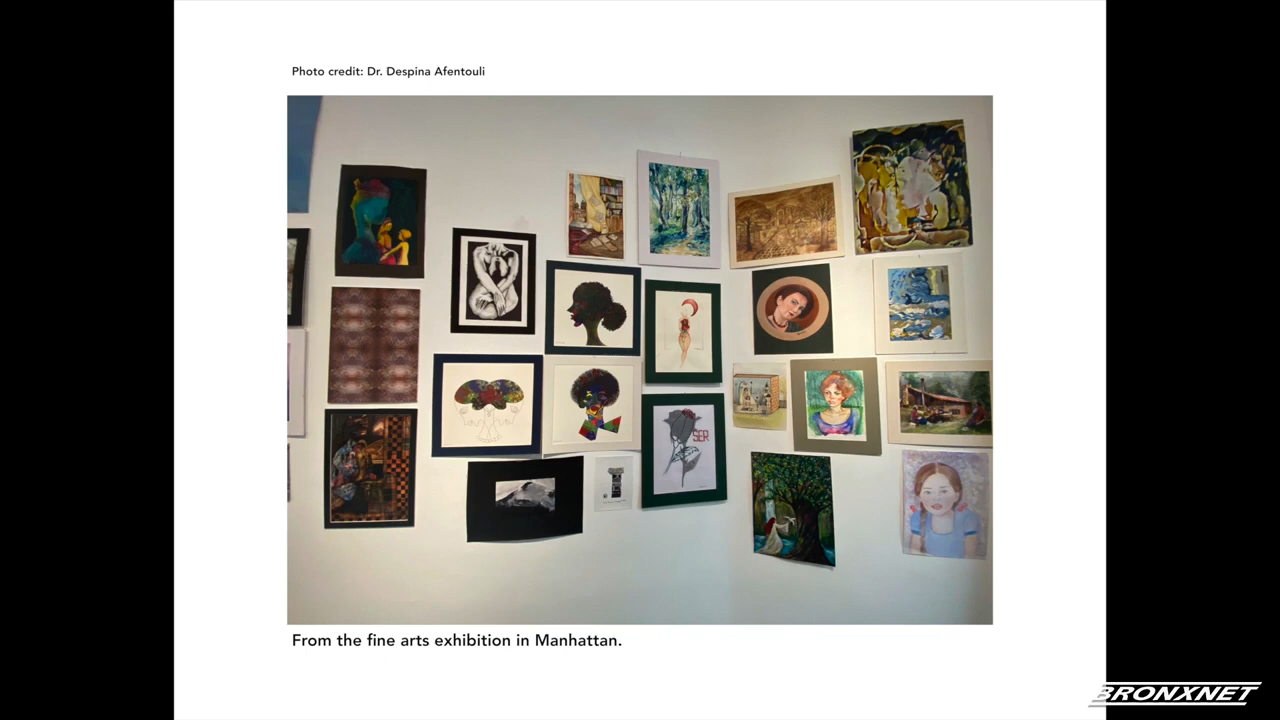 Photo credit: Dr. Despina Afentouli
SER
From the fine arts exhibition in Manhattan.
BRONXNET